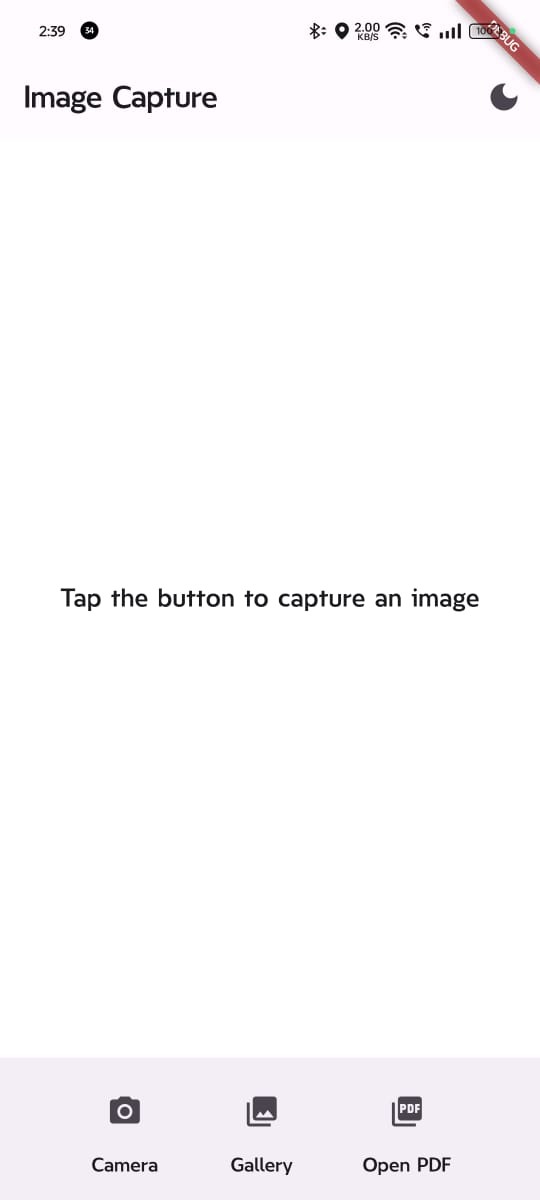 2:39 34 2.00 KB/S 100
DEBUG
Image Capture
Tap the button to capture an image
PDF
Camera Gallery Open PDF